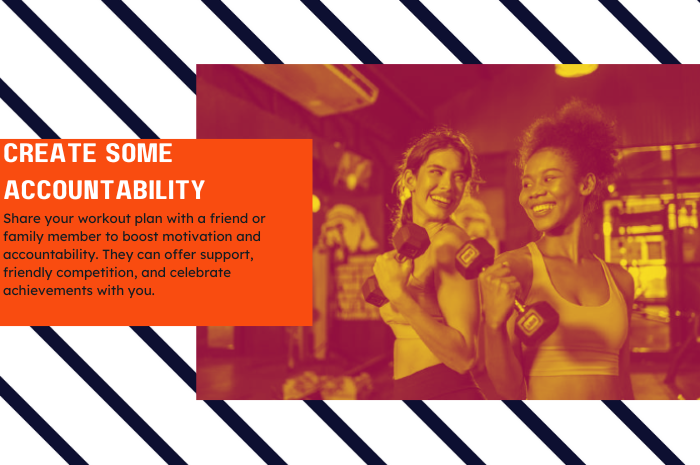 CREATE SOME
ACCOUNTABILITY
Share your workout plan with a friend or
family member to boost motivation and
accountability. They can offer support,
friendly competition, and celebrate
achievements with you.